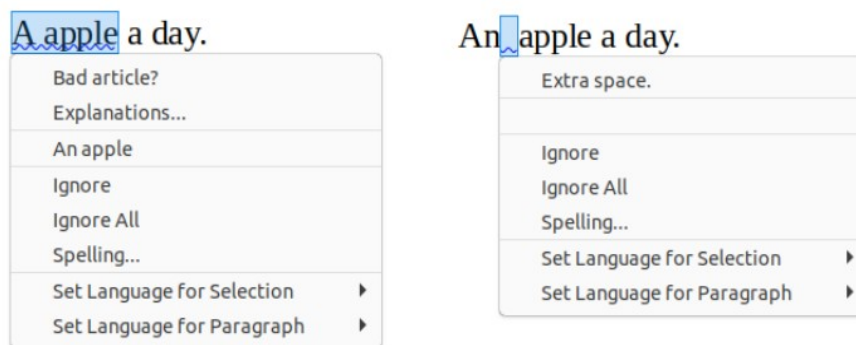 A apple a day.
Bad article?
Explanations...
An apple
Ignore
Ignore All
Spelling...
Set Language for Selection
Set Language for Paragraph
An  apple a day.
Extra space.
Ignore
Ignore All
Spelling...
Set Language for Selection
Set Language for Paragraph